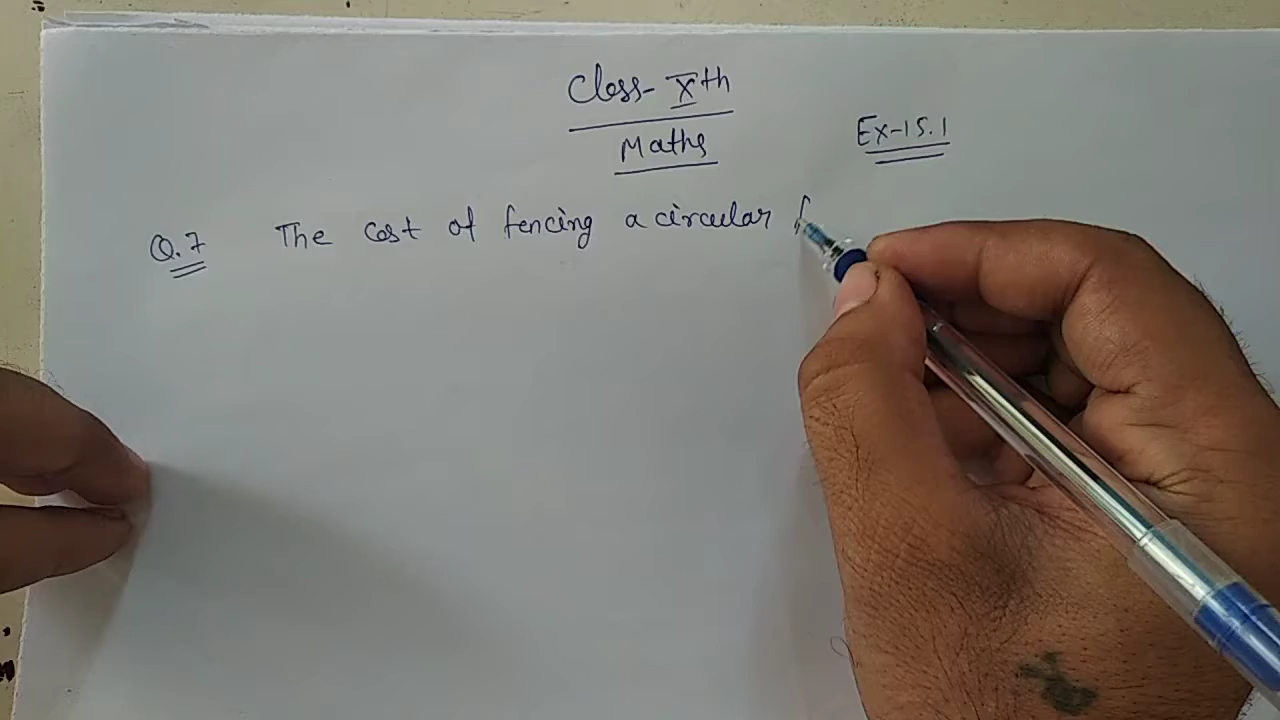 Class-Xth
Maths
Ex-15.1
Q.7 The cost of fencing a circular f